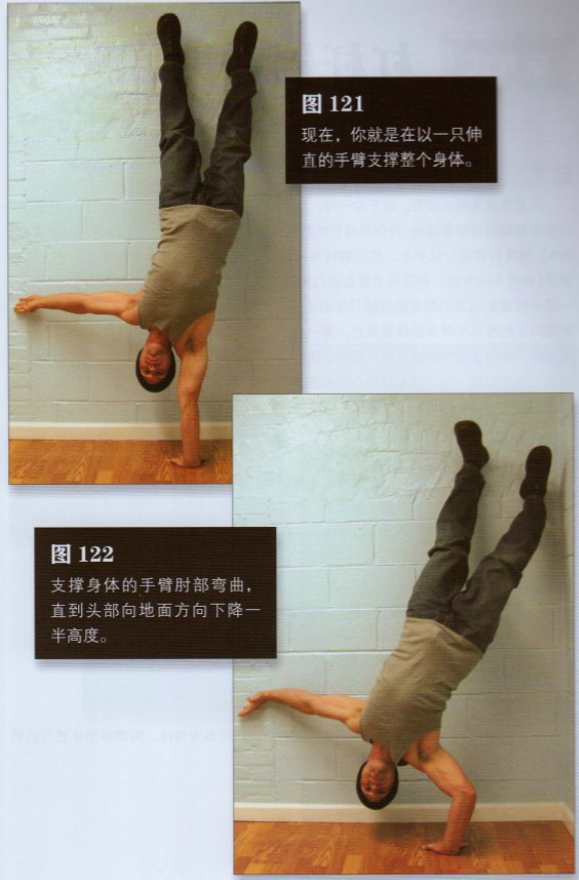 图 121
现在，你就是在以一只伸
直的手臂支撑整个身体。
图 122
支撑身体的手臂肘部弯曲，
直到头部向地面方向下降一
半高度。